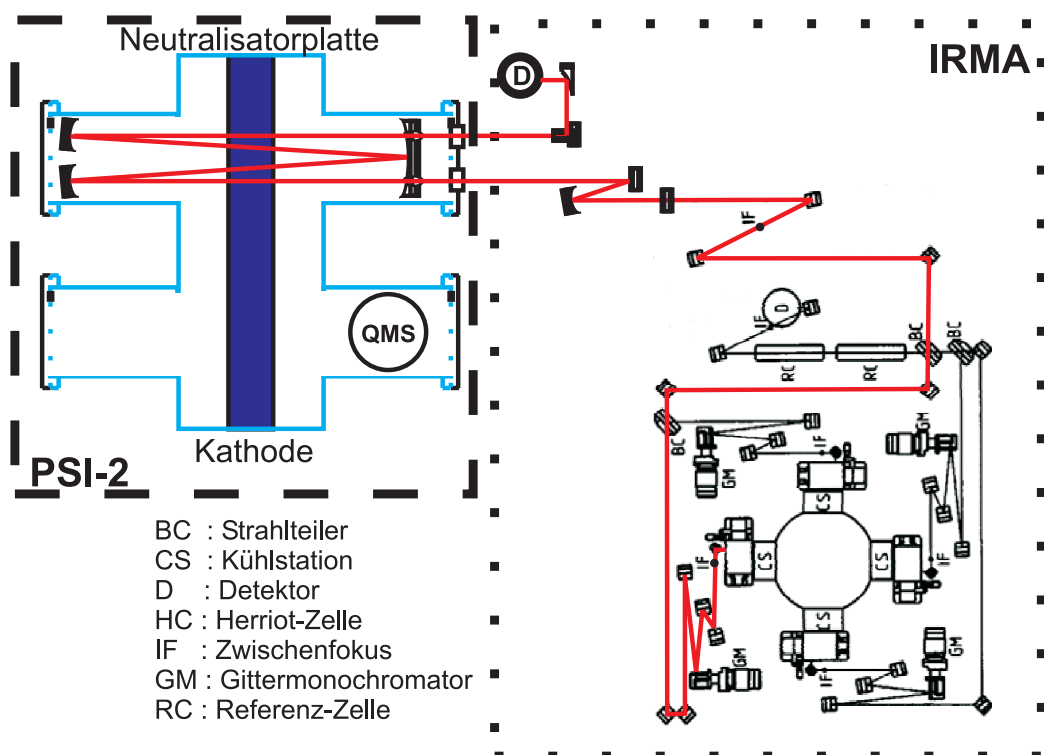 Neutralisatorplatte
D
IRMA
IF
QMS
IF
D
BC
BC
RC
RC
Kathode
PSI-2
BC
GM
IF
GM
CS
BC : Strahlteiler
CS : Kühlstation
D : Detektor
HC : Herriot-Zelle
IF : Zwischenfokus
GM : Gittermonochromator
RC : Referenz-Zelle
IF
CS
CS
IF
CS
GM
IF
GM